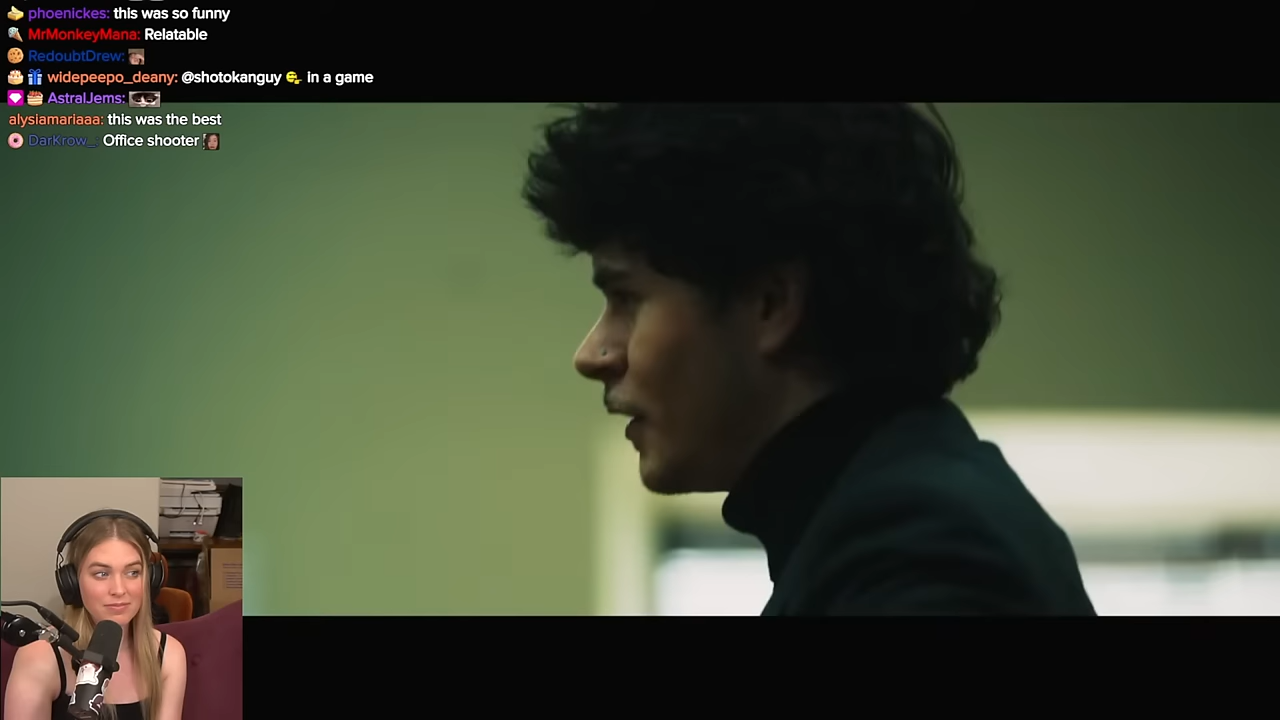 phoenickes: this was so funny
MrMonkeyMana: Relatable
RedoubtDrew:
widepeepo_deany: @shotokanguy in a game
AstralJems:
alysiamariaaa: this was the best
DarKrow_: Office shooter